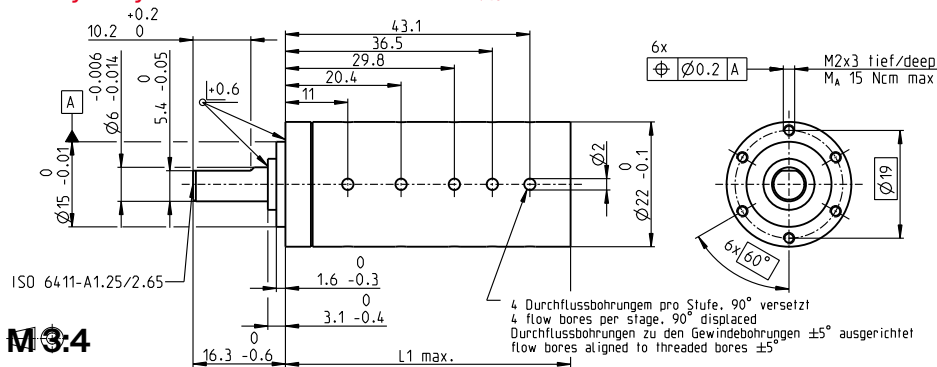 43.1
36.5
29.8
20.4
11
+0.2
10.2 0
-0.006
Ø6 -0.014
0
5.4 -0.05
+0.6
A
0
Ø15 -0.01
Ø2
0
Ø22 -0.1
6x
⌖ Ø0.2 A
M2x3 tief/deep
M_A 15 Ncm max
Ø19
6x 60°
ISO 6411-A1.25/2.65
0
1.6 -0.3
0
3.1 -0.4
0
16.3 -0.6
L1 max.
4 Durchflussbohrungem pro Stufe, 90° versetzt
4 flow bores per stage, 90° displaced
Durchflussbohrungen zu den Gewindebohrungen ±5° ausgerichtet
flow bores aligned to threaded bores ±5°
M 3:4